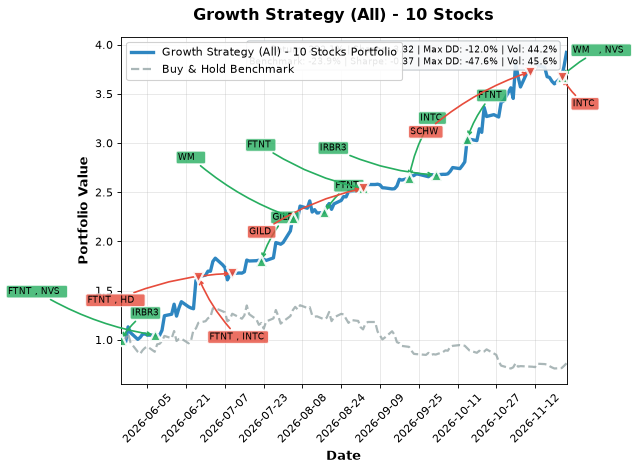 Growth Strategy (All) - 10 Stocks
Growth Strategy (All) - 10 Stocks Portfolio
Buy & Hold Benchmark
32 | Max DD: -12.0% | Vol: 44.2%
37 | Max DD: -47.6% | Vol: 45.6%
WM , NVS
INTC
FTNT
INTC
SCHW
IRBR3
FTNT
WM
FTNT
GILD
GILD
FTNT , NVS
FTNT , HD
IRBR3
FTNT , INTC
Portfolio Value
4.0
3.5
3.0
2.5
2.0
1.5
1.0
2026-06-05
2026-06-21
2026-07-07
2026-07-23
2026-08-08
2026-08-24
2026-09-09
2026-09-25
2026-10-11
2026-10-27
2026-11-12
Date